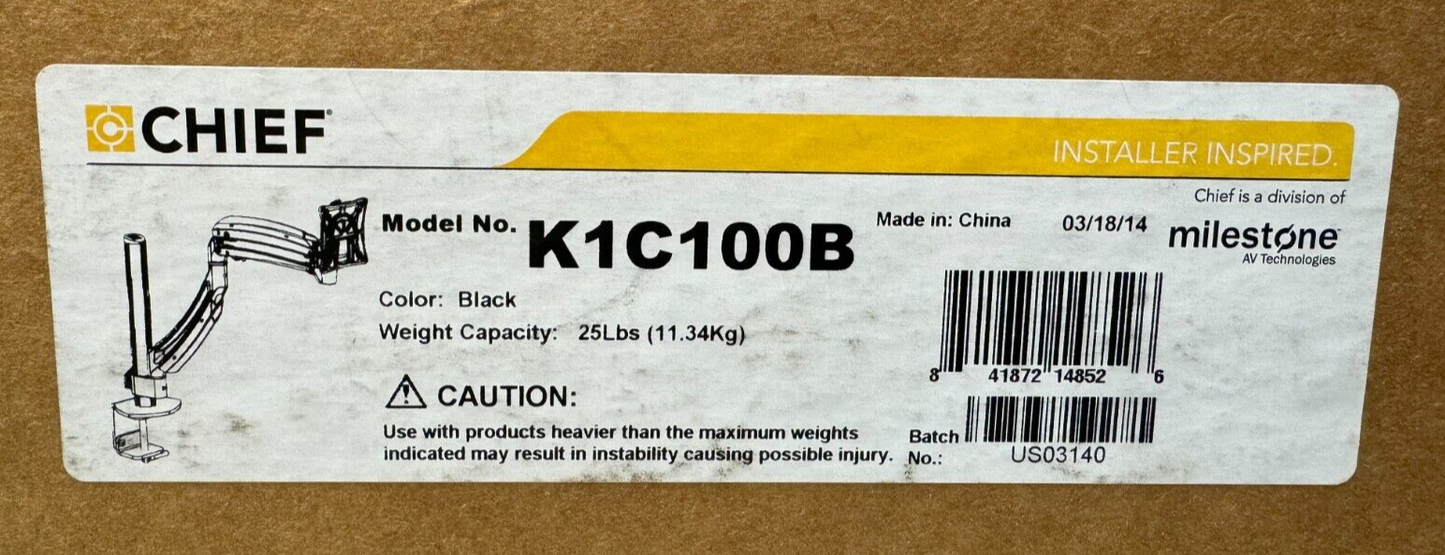 CHIEF
INSTALLER INSPIRED.
Chief is a division of
milestøne
AV Technologies
Model No. K1C100B
Made in: China 03/18/14
Color: Black
Weight Capacity: 25Lbs (11.34Kg)
8 41872 14852 6
CAUTION:
Use with products heavier than the maximum weights
indicated may result in instability causing possible injury.
Batch No.: US03140